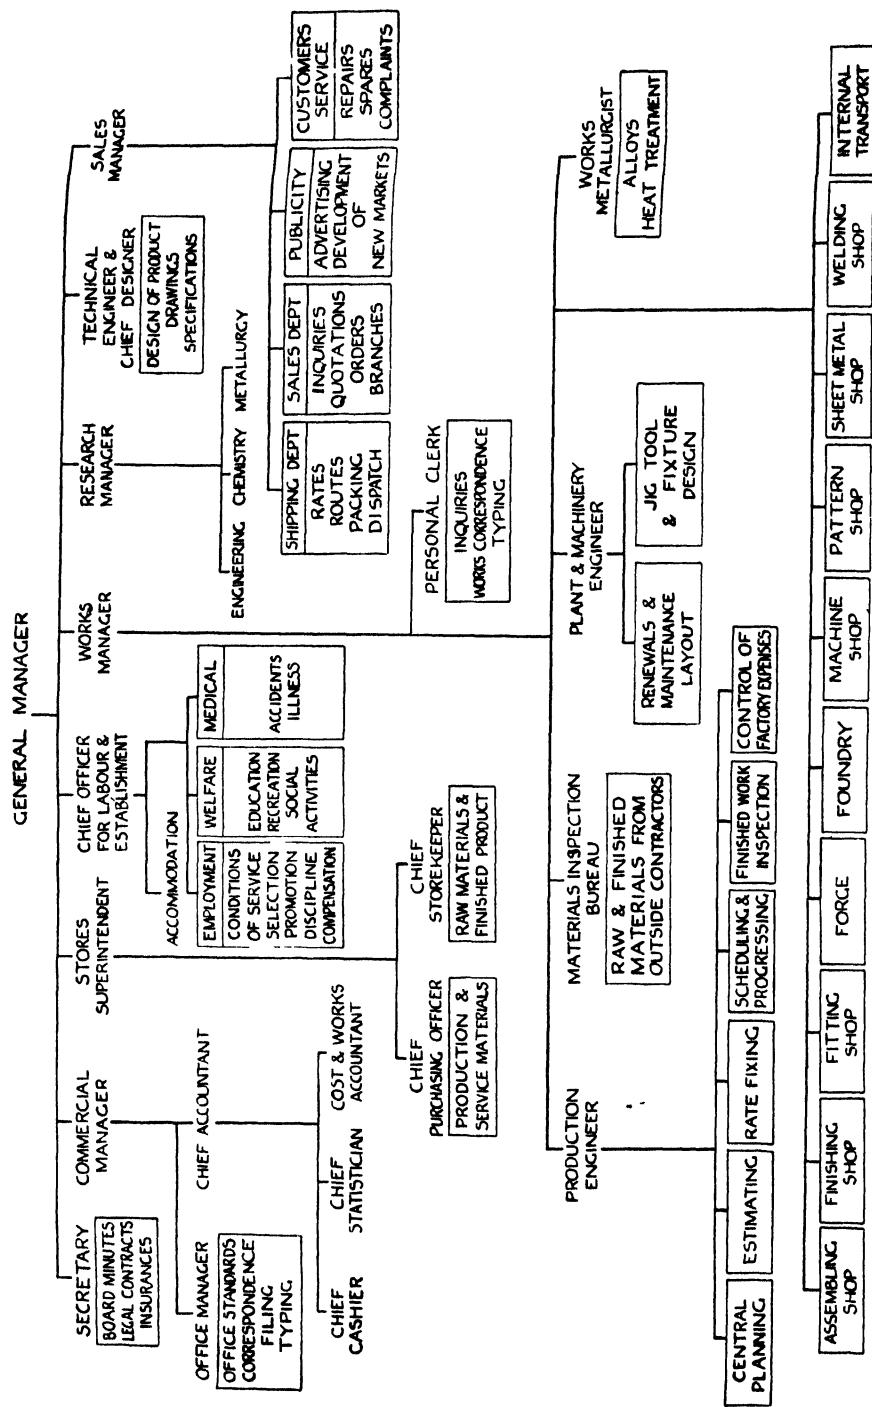 GENERAL MANAGER
SECRETARY
BOARD MINUTES
LEGAL CONTRACTS
INSURANCES
COMMERCIAL
MANAGER
STORES
SUPERINTENDENT
CHIEF OFFICER
FOR LABOUR &
ESTABLISHMENT
WORKS
MANAGER
RESEARCH
MANAGER
TECHNICAL
ENGINEER &
CHIEF DESIGNER
DESIGN OF PRODUCT
DRAWINGS
SPECIFICATIONS
SALES
MANAGER
OFFICE MANAGER
OFFICE STANDARDS
CORRESPONDENCE
FILING
TYPING
CHIEF ACCOUNTANT
ACCOMMODATION
EMPLOYMENT
CONDITIONS
OF SERVICE
SELECTION
PROMOTION
DISCIPLINE
COMPENSATION
WELFARE
EDUCATION
RECREATION
SOCIAL
ACTIVITIES
MEDICAL
ACCIDENTS
ILLNESS
ENGINEERING
CHEMISTRY
METALLURGY
SHIPPING DEPT
RATES
ROUTES
PACKING
DISPATCH
SALES DEPT
INQUIRIES
QUOTATIONS
ORDERS
BRANCHES
PUBLICITY
ADVERTISING
DEVELOPMENT
OF
NEW MARKETS
CUSTOMERS
SERVICE
REPAIRS
SPARES
COMPLAINTS
CHIEF
CASHIER
CHIEF
STATISTICIAN
COST & WORKS
ACCOUNTANT
CHIEF
PURCHASING OFFICER
PRODUCTION &
SERVICE MATERIALS
CHIEF
STOREKEEPER
RAW MATERIALS &
FINISHED PRODUCT
PERSONAL CLERK
INQUIRIES
WORKS CORRESPONDENCE
TYPING
PRODUCTION
ENGINEER
MATERIALS INSPECTION
BUREAU
RAW & FINISHED
MATERIALS FROM
OUTSIDE CONTRACTORS
PLANT & MACHINERY
ENGINEER
RENEWALS &
MAINTENANCE
LAYOUT
JIG TOOL
& FIXTURE
DESIGN
WORKS
METALLURGIST
ALLOYS
HEAT TREATMENT
CENTRAL
PLANNING
ESTIMATING
RATE FIXING
SCHEDULING &
PROGRESSING
FINISHED WORK
INSPECTION
CONTROL OF
FACTORY EXPENSES
ASSEMBLING
SHOP
FINISHING
SHOP
FITTING
SHOP
FORGE
FOUNDRY
MACHINE
SHOP
PATTERN
SHOP
SHEET METAL
SHOP
WELDING
SHOP
INTERNAL
TRANSPORT